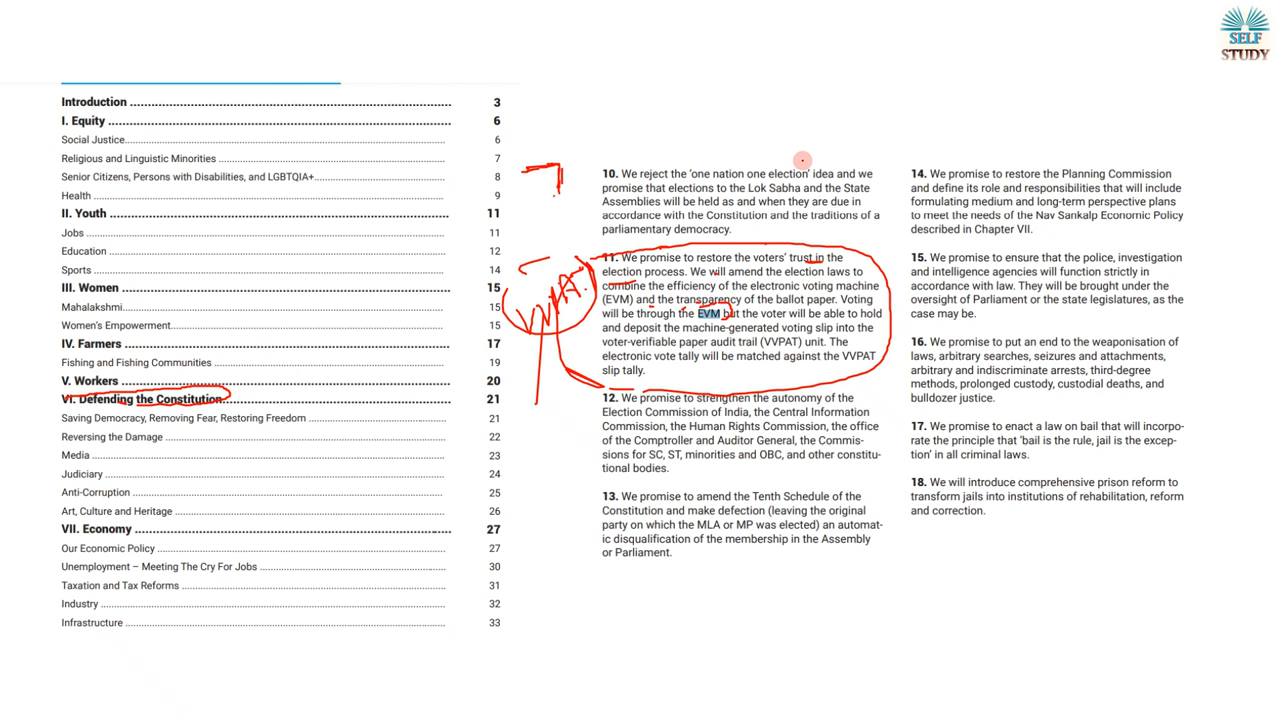 SELF
STUDY
Introduction ........................................ 3
I. Equity ........................................ 6
Social Justice........................................ 6
Religious and Linguistic Minorities ........................................ 7
Senior Citizens, Persons with Disabilities, and LGBTQIA+........................................ 8
Health ........................................ 9
II. Youth ........................................ 11
Jobs ........................................ 11
Education ........................................ 12
Sports ........................................ 14
III. Women ........................................ 15
Mahalakshmi........................................ 15
Women's Empowerment........................................ 15
IV. Farmers ........................................ 17
Fishing and Fishing Communities ........................................ 19
V. Workers ........................................ 20
VI. Defending the Constitution ........................................ 21
Saving Democracy, Removing Fear, Restoring Freedom ........................................ 21
Reversing the Damage ........................................ 22
Media ........................................ 23
Judiciary ........................................ 24
Anti-Corruption ........................................ 25
Art, Culture and Heritage ........................................ 26
VII. Economy ........................................ 27
Our Economic Policy ........................................ 27
Unemployment – Meeting The Cry For Jobs ........................................ 30
Taxation and Tax Reforms ........................................ 31
Industry ........................................ 32
Infrastructure ........................................ 33
VVPAT
10. We reject the 'one nation one election' idea and we
promise that elections to the Lok Sabha and the State
Assemblies will be held as and when they are due in
accordance with the Constitution and the traditions of a
parliamentary democracy.
11. We promise to restore the voters' trust in the
election process. We will amend the election laws to
combine the efficiency of the electronic voting machine
(EVM) and the transparency of the ballot paper. Voting
will be through the EVM but the voter will be able to hold
and deposit the machine-generated voting slip into the
voter-verifiable paper audit trail (VVPAT) unit. The
electronic vote tally will be matched against the VVPAT
slip tally.
12. We promise to strengthen the autonomy of the
Election Commission of India, the Central Information
Commission, the Human Rights Commission, the office
of the Comptroller and Auditor General, the Commis-
sions for SC, ST, minorities and OBC, and other constitu-
tional bodies.
13. We promise to amend the Tenth Schedule of the
Constitution and make defection (leaving the original
party on which the MLA or MP was elected) an automat-
ic disqualification of the membership in the Assembly
or Parliament.
14. We promise to restore the Planning Commission
and define its role and responsibilities that will include
formulating medium and long-term perspective plans
to meet the needs of the Nav Sankalp Economic Policy
described in Chapter VII.
15. We promise to ensure that the police, investigation
and intelligence agencies will function strictly in
accordance with law. They will be brought under the
oversight of Parliament or the state legislatures, as the
case may be.
16. We promise to put an end to the weaponisation of
laws, arbitrary searches, seizures and attachments,
arbitrary and indiscriminate arrests, third-degree
methods, prolonged custody, custodial deaths, and
bulldozer justice.
17. We promise to enact a law on bail that will incorpo-
rate the principle that 'bail is the rule, jail is the excep-
tion' in all criminal laws.
18. We will introduce comprehensive prison reform to
transform jails into institutions of rehabilitation, reform
and correction.